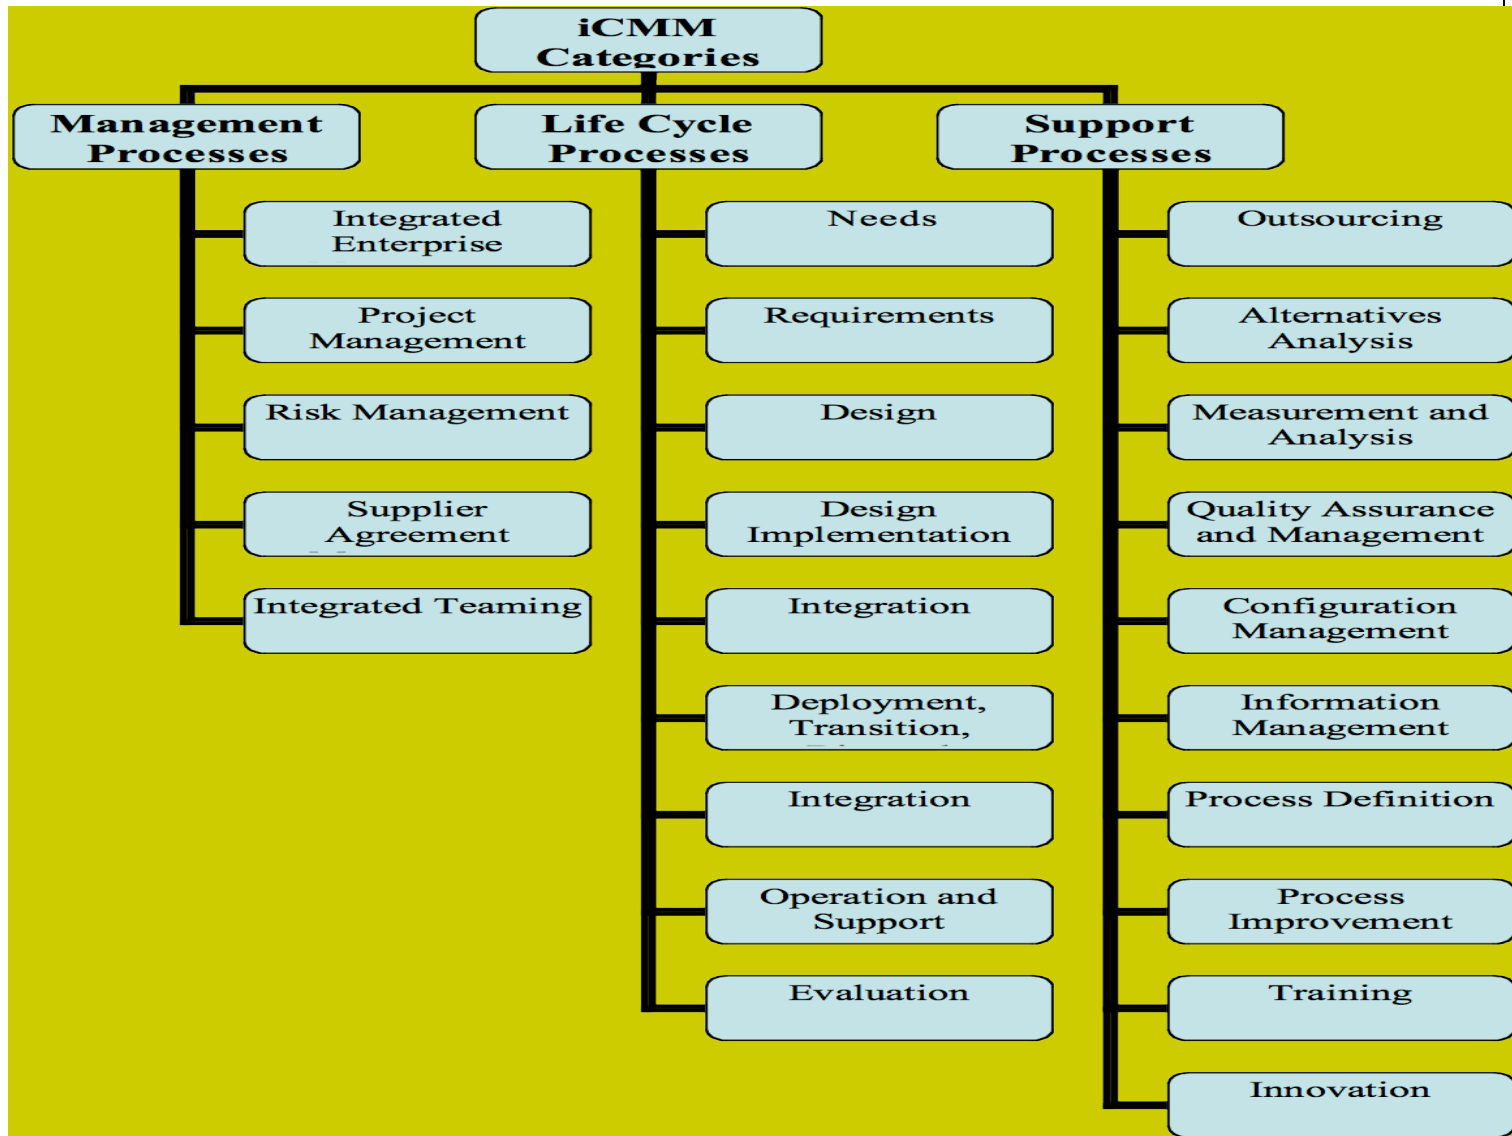 iCMM
Categories
Management
Processes
Life Cycle
Processes
Support
Processes
Integrated
Enterprise
Project
Management
Risk Management
Supplier
Agreement
Integrated Teaming
Needs
Requirements
Design
Design
Implementation
Integration
Deployment,
Transition,
Integration
Operation and
Support
Evaluation
Outsourcing
Alternatives
Analysis
Measurement and
Analysis
Quality Assurance
and Management
Configuration
Management
Information
Management
Process Definition
Process
Improvement
Training
Innovation